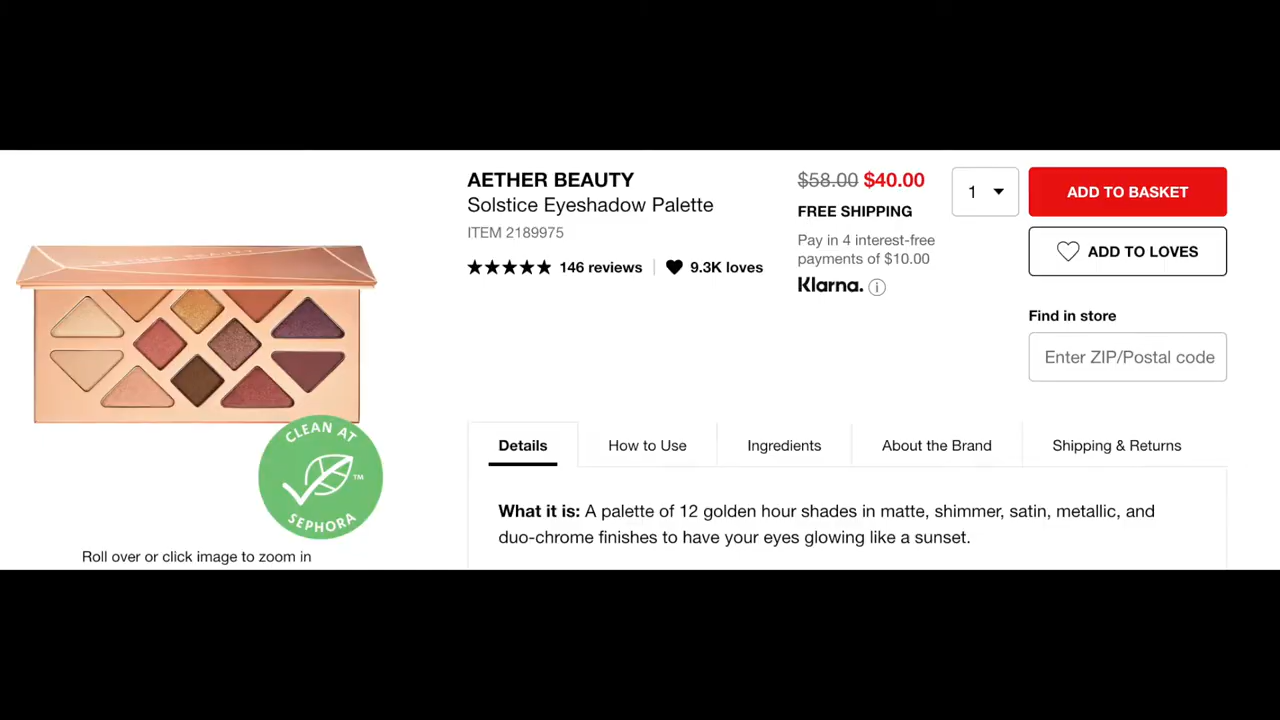 AETHER BEAUTY
Solstice Eyeshadow Palette
ITEM 2189975
146 reviews
9.3K loves
$58.00 $40.00
FREE SHIPPING
Pay in 4 interest-free
payments of $10.00
Klarna.
1
ADD TO BASKET
ADD TO LOVES
Find in store
Enter ZIP/Postal code
AETHER BEAUTY
CLEAN AT
SEPHORA
TM
Roll over or click image to zoom in
Details
How to Use
Ingredients
About the Brand
Shipping & Returns
What it is: A palette of 12 golden hour shades in matte, shimmer, satin, metallic, and
duo-chrome finishes to have your eyes glowing like a sunset.